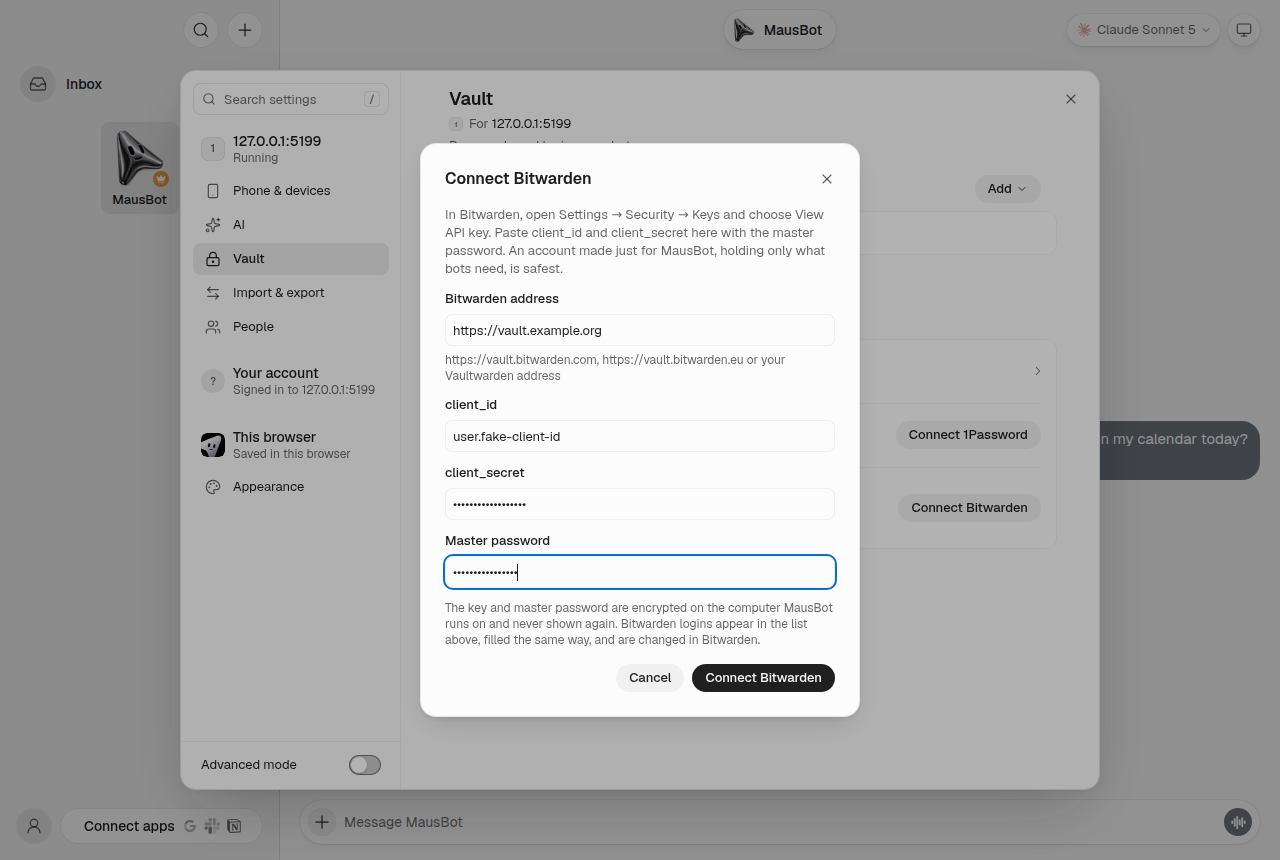 MausBot
Claude Sonnet 5
Inbox
MausBot
Search settings
/
1
127.0.0.1:5199
Running
Phone & devices
AI
Vault
Import & export
People
?
Your account
Signed in to 127.0.0.1:5199
This browser
Saved in this browser
Appearance
Advanced mode
Vault
1
For 127.0.0.1:5199
Add
Connect 1Password
Connect Bitwarden
Connect Bitwarden
In Bitwarden, open Settings → Security → Keys and choose View
API key. Paste client_id and client_secret here with the master
password. An account made just for MausBot, holding only what
bots need, is safest.
Bitwarden address
https://vault.example.org
https://vault.bitwarden.com, https://vault.bitwarden.eu or your
Vaultwarden address
client_id
user.fake-client-id
client_secret
••••••••••••••••••
Master password
••••••••••••••••
The key and master password are encrypted on the computer MausBot
runs on and never shown again. Bitwarden logins appear in the list
above, filled the same way, and are changed in Bitwarden.
Cancel
Connect Bitwarden
n my calendar today?
Connect apps
Message MausBot